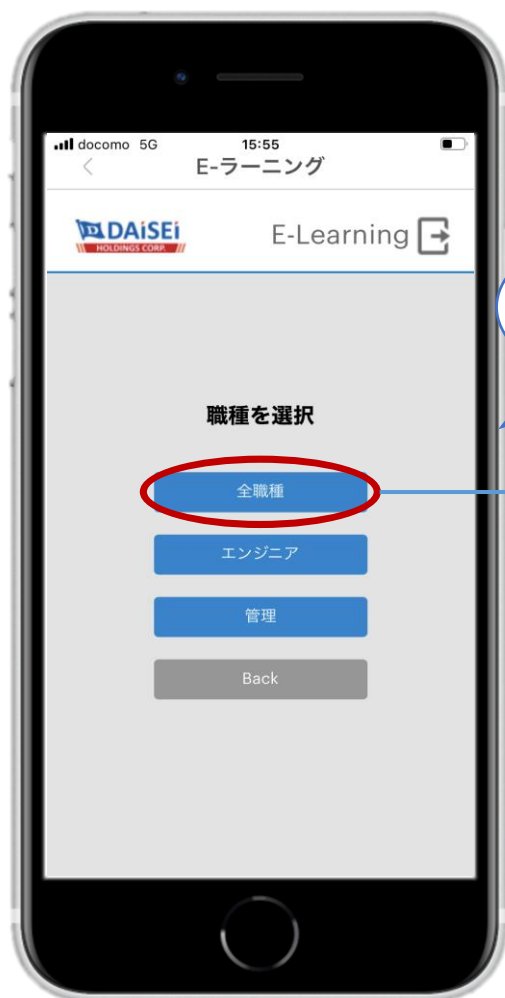 docomo 5G 15:55
E-ラーニング
DAiSEi
HOLDINGS CORP.
E-Learning
職種を選択
全職種
エンジニア
管理
Back